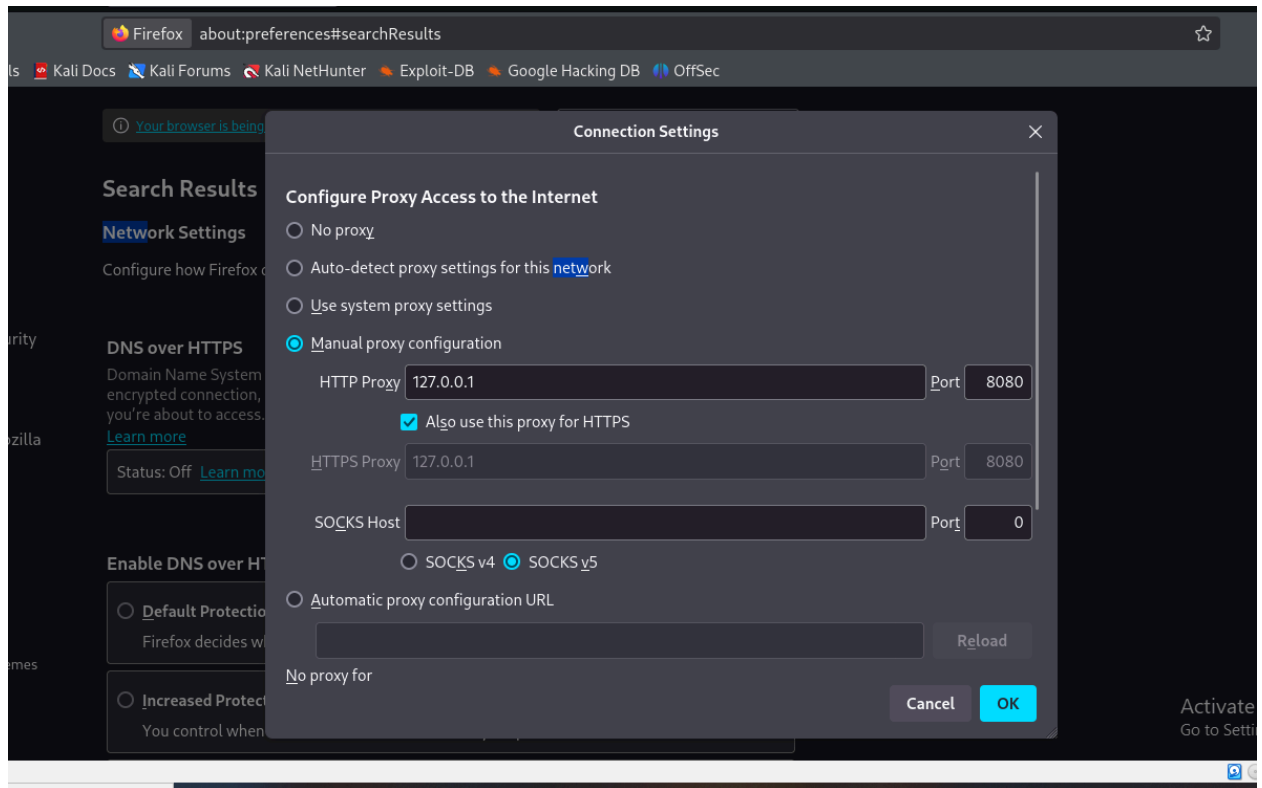 Firefox about:preferences#searchResults
ls Kali Docs Kali Forums Kali NetHunter Exploit-DB Google Hacking DB OffSec
Your browser is being
Connection Settings
Search Results
Configure Proxy Access to the Internet
Network Settings
No proxy
Configure how Firefox
Auto-detect proxy settings for this network
Use system proxy settings
urity
Manual proxy configuration
DNS over HTTPS
Domain Name System
HTTP Proxy 127.0.0.1 Port 8080
encrypted connection,
you're about to access.
Also use this proxy for HTTPS
ozilla
Learn more
HTTPS Proxy 127.0.0.1 Port 8080
Status: Off Learn mo
SOCKS Host Port 0
Enable DNS over HT
SOCKS v4 SOCKS v5
Automatic proxy configuration URL
Default Protectio
Firefox decides w
Reload
emes
No proxy for
Increased Protect
Cancel OK
Activate
You control when
Go to Setti